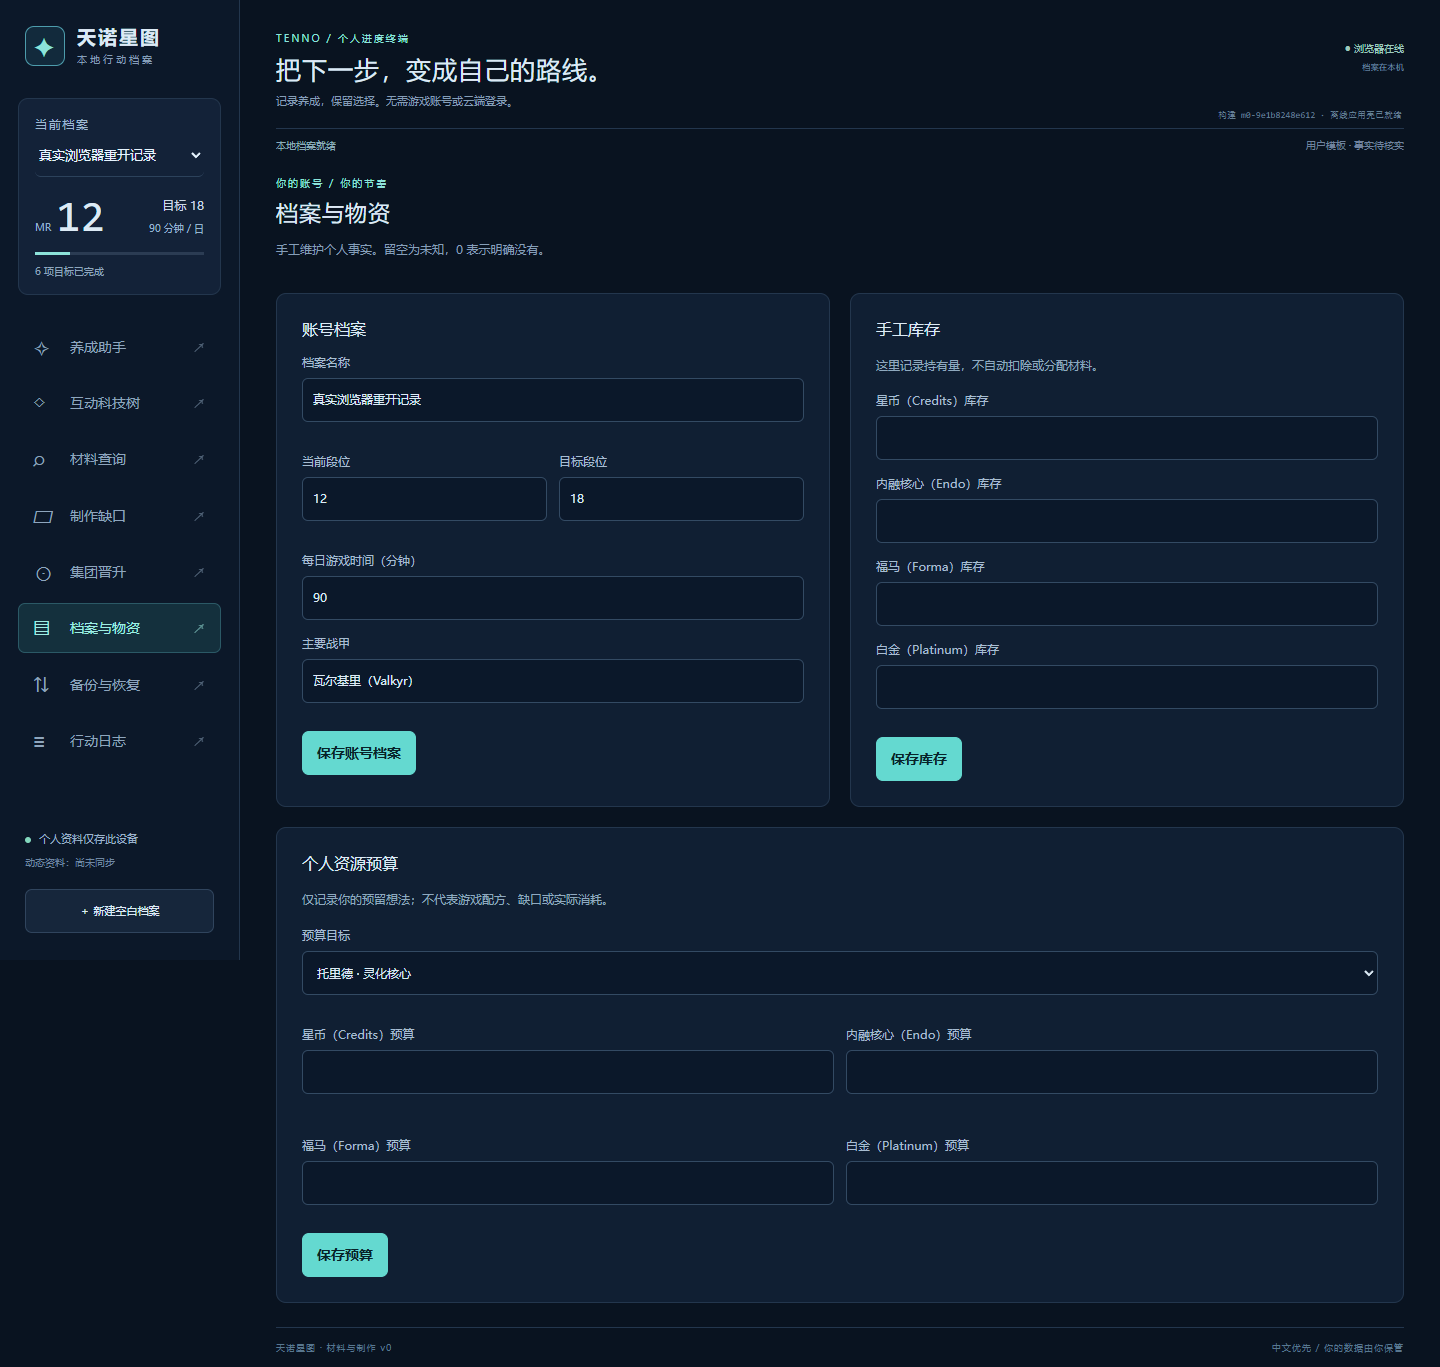 天诺星图
本地行动档案
当前档案
真实浏览器重开记录
MR 12
目标 18
90 分钟 / 日
6 项目标已完成
养成助手
互动科技树
材料查询
制作缺口
集团晋升
档案与物资
备份与恢复
行动日志
个人资料仅存此设备
动态资料：尚未同步
+ 新建空白档案
TENNO / 个人进度终端
把下一步，变成自己的路线。
记录养成，保留选择。无需游戏账号或云端登录。
浏览器在线
档案在本机
构建 m0-9e1b8248e612 · 离线应用壳已就绪
本地档案就绪
用户模板 · 事实待核实
你的账号 / 你的节奏
档案与物资
手工维护个人事实。留空为未知，0 表示明确没有。
账号档案
档案名称
真实浏览器重开记录
当前段位
目标段位
12
18
每日游戏时间（分钟）
90
主要战甲
瓦尔基里（Valkyr）
保存账号档案
手工库存
这里记录持有量，不自动扣除或分配材料。
星币（Credits）库存
内融核心（Endo）库存
福马（Forma）库存
白金（Platinum）库存
保存库存
个人资源预算
仅记录你的预留想法；不代表游戏配方、缺口或实际消耗。
预算目标
托里德 · 灵化核心
星币（Credits）预算
内融核心（Endo）预算
福马（Forma）预算
白金（Platinum）预算
保存预算
天诺星图 · 材料与制作 v0
中文优先 / 你的数据由你保管